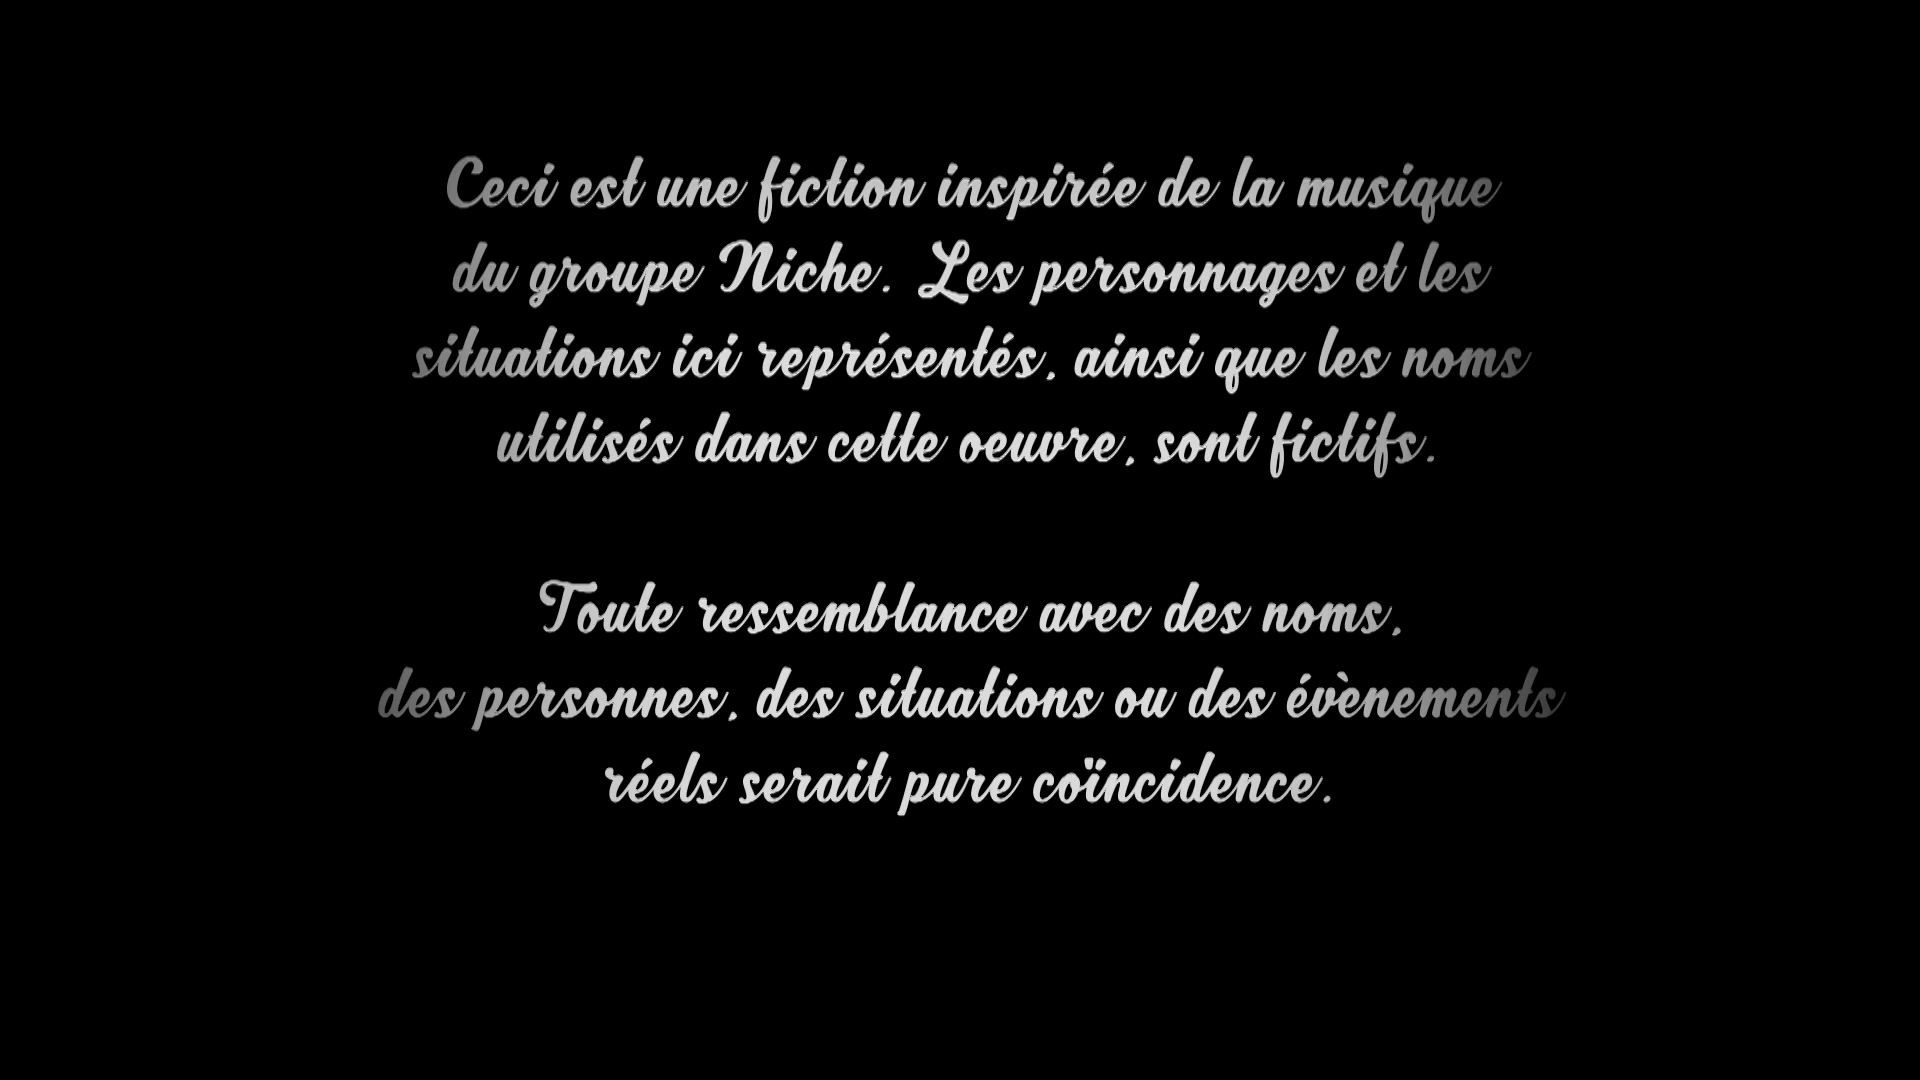 Ceci est une fiction inspirée de la musique
du groupe Niche. Les personnages et les
situations ici représentés, ainsi que les noms
utilisés dans cette oeuvre, sont fictifs.
Toute ressemblance avec des noms,
des personnes, des situations ou des évènements
réels serait pure coïncidence.